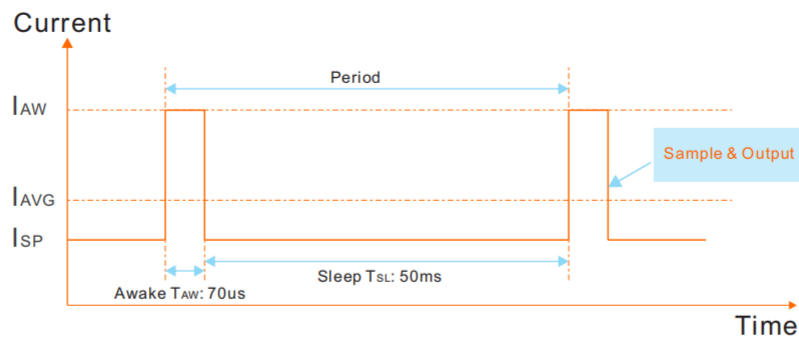 Current
Period
IAW
Sample & Output
IAVG
ISP
Sleep TSL: 50ms
Awake TAW: 70us
Time